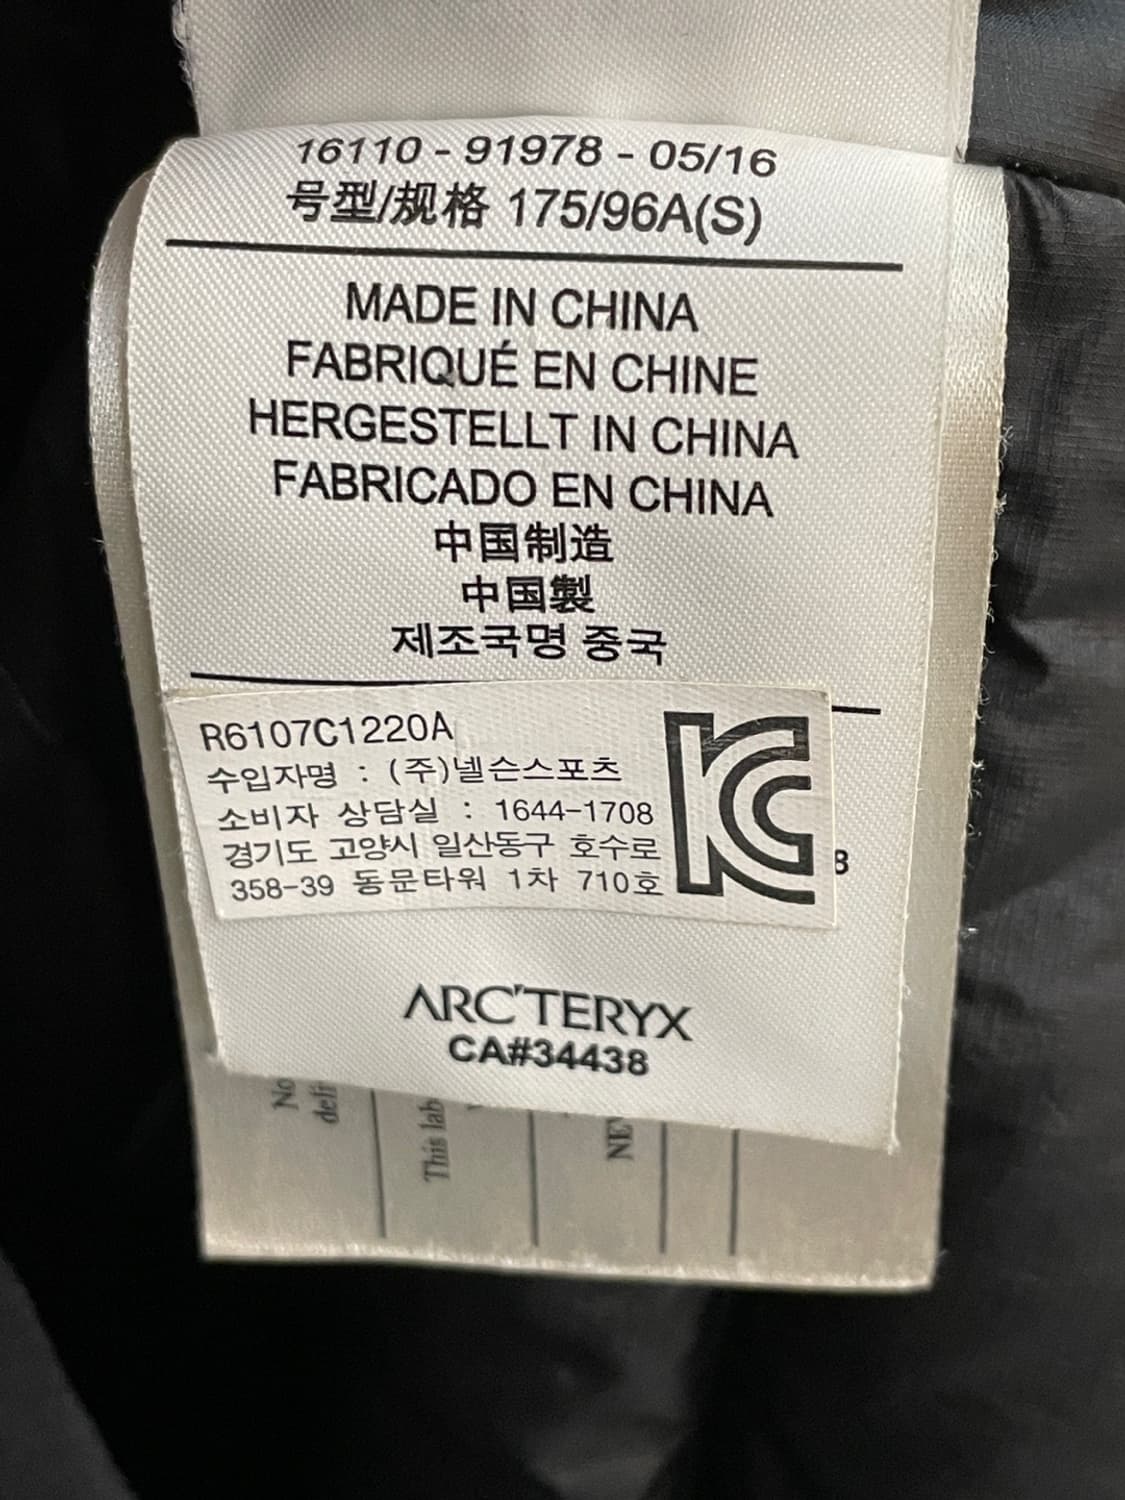 16110 - 91978 - 05/16
号型/规格 175/96A(S)
MADE IN CHINA
FABRIQUÉ EN CHINE
HERGESTELLT IN CHINA
FABRICADO EN CHINA
中国制造
中国製
제조국명 중국
R6107C1220A
수입자명 : (주)넬슨스포츠
소비자 상담실 : 1644-1708
경기도 고양시 일산동구 호수로
358-39 동문타워 1차 710호
KC
8
ARC'TERYX
CA#34438
No
This